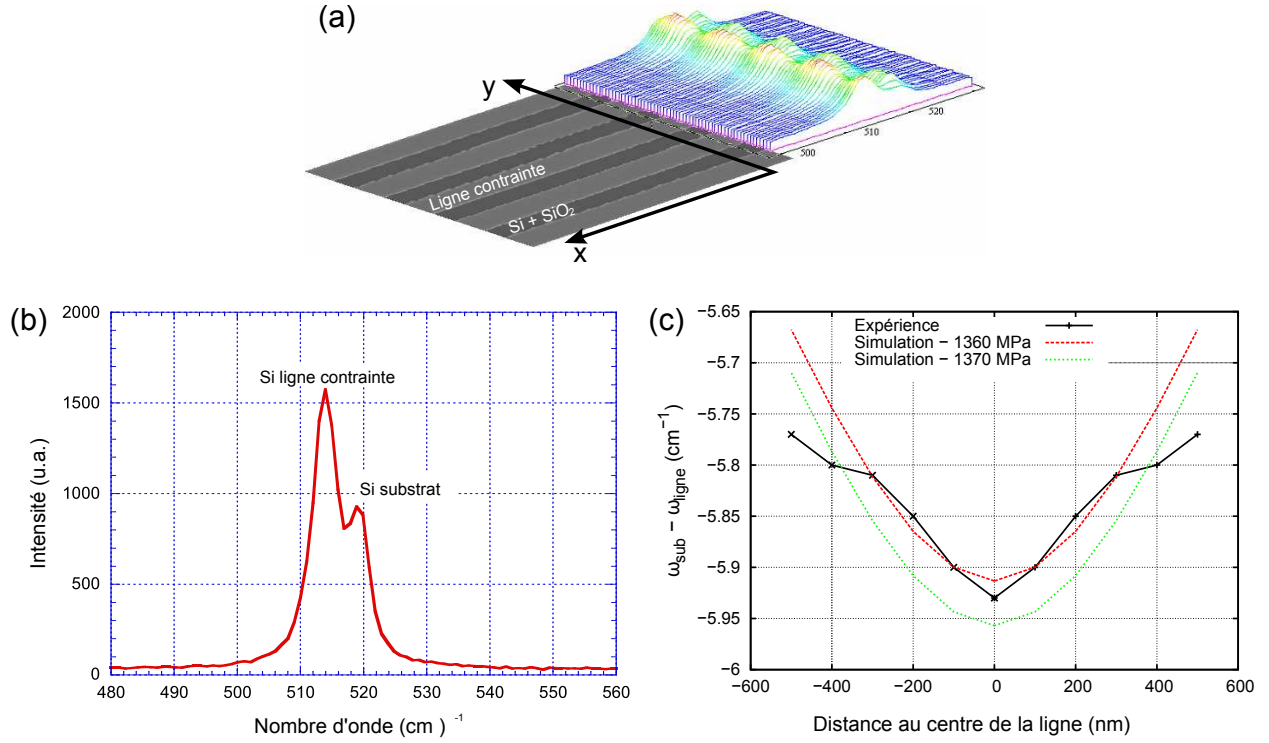 (a)
y
520
510
500
Ligne contrainte
Si + SiO₂
x
(b)
2000
1500
1000
500
0
Intensité (u.a.)
Si ligne contrainte
Si substrat
480 490 500 510 520 530 540 550 560
Nombre d'onde (cm ) ⁻¹
(c)
−5.65
−5.7
−5.75
−5.8
−5.85
−5.9
−5.95
−6
ω_sub − ω_ligne (cm⁻¹)
Expérience
Simulation − 1360 MPa
Simulation − 1370 MPa
−600 −400 −200 0 200 400 600
Distance au centre de la ligne (nm)